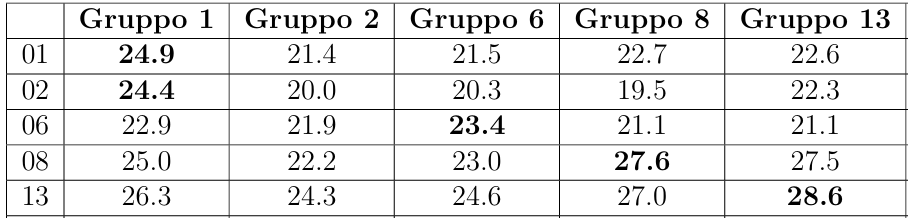 Gruppo 1 Gruppo 2 Gruppo 6 Gruppo 8 Gruppo 13
01 24.9 21.4 21.5 22.7 22.6
02 24.4 20.0 20.3 19.5 22.3
06 22.9 21.9 23.4 21.1 21.1
08 25.0 22.2 23.0 27.6 27.5
13 26.3 24.3 24.6 27.0 28.6